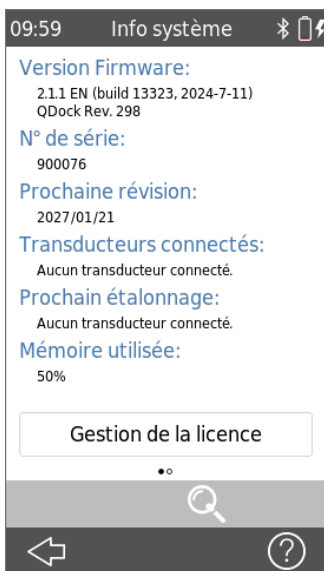 09:59 Info système
Version Firmware:
2.1.1 EN (build 13323, 2024-7-11)
QDock Rev. 298
N° de série:
900076
Prochaine révision:
2027/01/21
Transducteurs connectés:
Aucun transducteur connecté.
Prochain étalonnage:
Aucun transducteur connecté.
Mémoire utilisée:
50%
Gestion de la licence
?